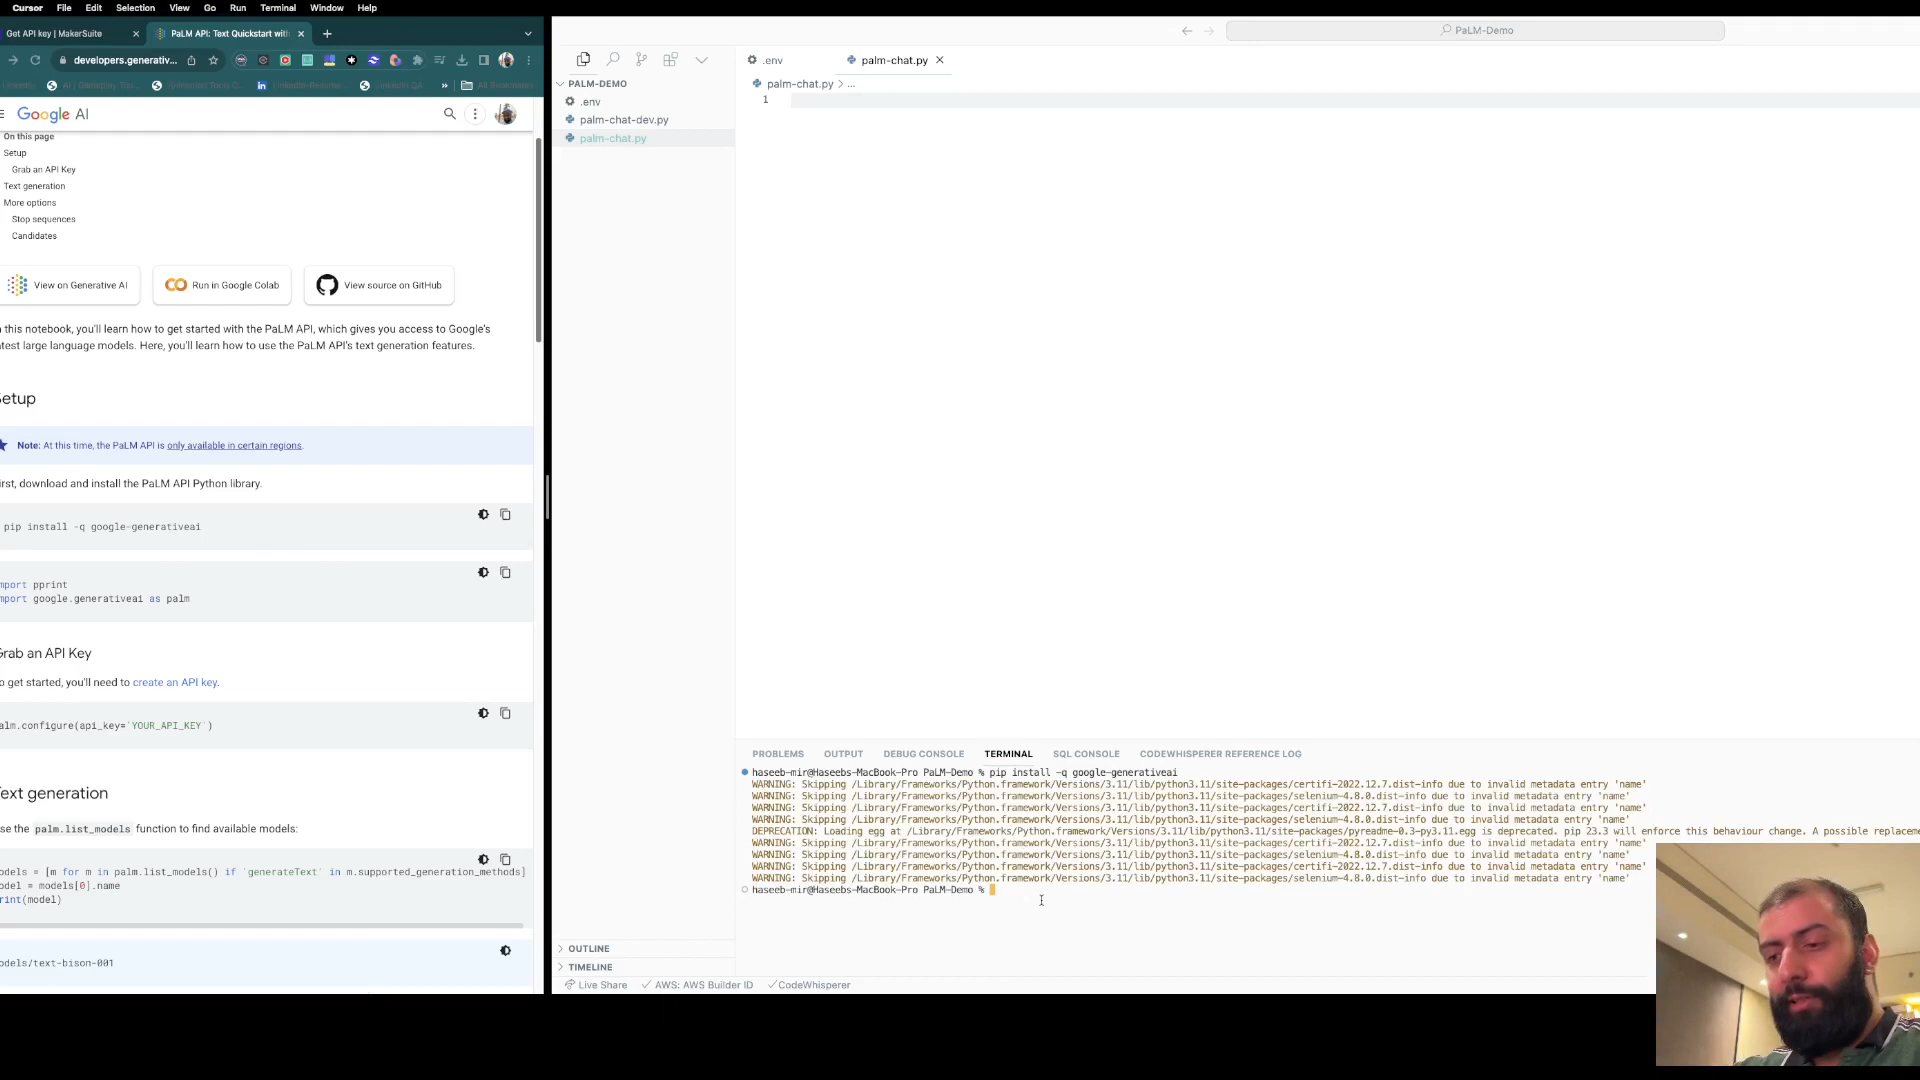 Cursor File Edit Selection View Go Run Terminal Window Help
Get API key | MakerSuite
PaLM API: Text Quickstart with
developers.generativ...
PaLM-Demo
Google AI
On this page
Setup
Grab an API Key
Text generation
More options
Stop sequences
Candidates
View on Generative AI
Run in Google Colab
View source on GitHub
this notebook, you'll learn how to get started with the PaLM API, which gives you access to Google's
test large language models. Here, you'll learn how to use the PaLM API's text generation features.
Setup
Note: At this time, the PaLM API is only available in certain regions.
irst, download and install the PaLM API Python library.
pip install -q google-generativeai
mport pprint
mport google.generativeai as palm
Grab an API Key
o get started, you'll need to create an API key.
alm.configure(api_key='YOUR_API_KEY')
Text generation
se the palm.list_models function to find available models:
odels = [m for m in palm.list_models() if 'generateText' in m.supported_generation_methods]
odel = models[0].name
rint(model)
odels/text-bison-001
PALM-DEMO
.env
palm-chat-dev.py
palm-chat.py
OUTLINE
TIMELINE
.env
palm-chat.py
palm-chat.py > ...
1
PROBLEMS OUTPUT DEBUG CONSOLE TERMINAL SQL CONSOLE CODEWHISPERER REFERENCE LOG
haseeb-mir@Haseebs-MacBook-Pro PaLM-Demo % pip install -q google-generativeai
WARNING: Skipping /Library/Frameworks/Python.framework/Versions/3.11/lib/python3.11/site-packages/certifi-2022.12.7.dist-info due to invalid metadata entry 'name'
WARNING: Skipping /Library/Frameworks/Python.framework/Versions/3.11/lib/python3.11/site-packages/selenium-4.8.0.dist-info due to invalid metadata entry 'name'
WARNING: Skipping /Library/Frameworks/Python.framework/Versions/3.11/lib/python3.11/site-packages/certifi-2022.12.7.dist-info due to invalid metadata entry 'name'
WARNING: Skipping /Library/Frameworks/Python.framework/Versions/3.11/lib/python3.11/site-packages/selenium-4.8.0.dist-info due to invalid metadata entry 'name'
DEPRECATION: Loading egg at /Library/Frameworks/Python.framework/Versions/3.11/lib/python3.11/site-packages/pyreadme-0.3-py3.11.egg is deprecated. pip 23.3 will enforce this behaviour change. A possible replaceme
WARNING: Skipping /Library/Frameworks/Python.framework/Versions/3.11/lib/python3.11/site-packages/certifi-2022.12.7.dist-info due to invalid metadata entry 'name'
WARNING: Skipping /Library/Frameworks/Python.framework/Versions/3.11/lib/python3.11/site-packages/selenium-4.8.0.dist-info due to invalid metadata entry 'name'
WARNING: Skipping /Library/Frameworks/Python.framework/Versions/3.11/lib/python3.11/site-packages/certifi-2022.12.7.dist-info due to invalid metadata entry 'name'
WARNING: Skipping /Library/Frameworks/Python.framework/Versions/3.11/lib/python3.11/site-packages/selenium-4.8.0.dist-info due to invalid metadata entry 'name'
haseeb-mir@Haseebs-MacBook-Pro PaLM-Demo %
Live Share AWS: AWS Builder ID CodeWhisperer